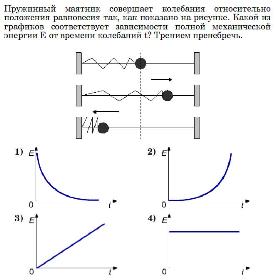 Пружинный маятник совершает колебания относительно
положения равновесия так, как показано на рисунке. Какой из
графиков соответствует зависимости полной механической
энергии E от времени колебаний t? Трением пренебречь.
1) E 2) E
0 t 0 t
3) E 4) E
0 t 0 t